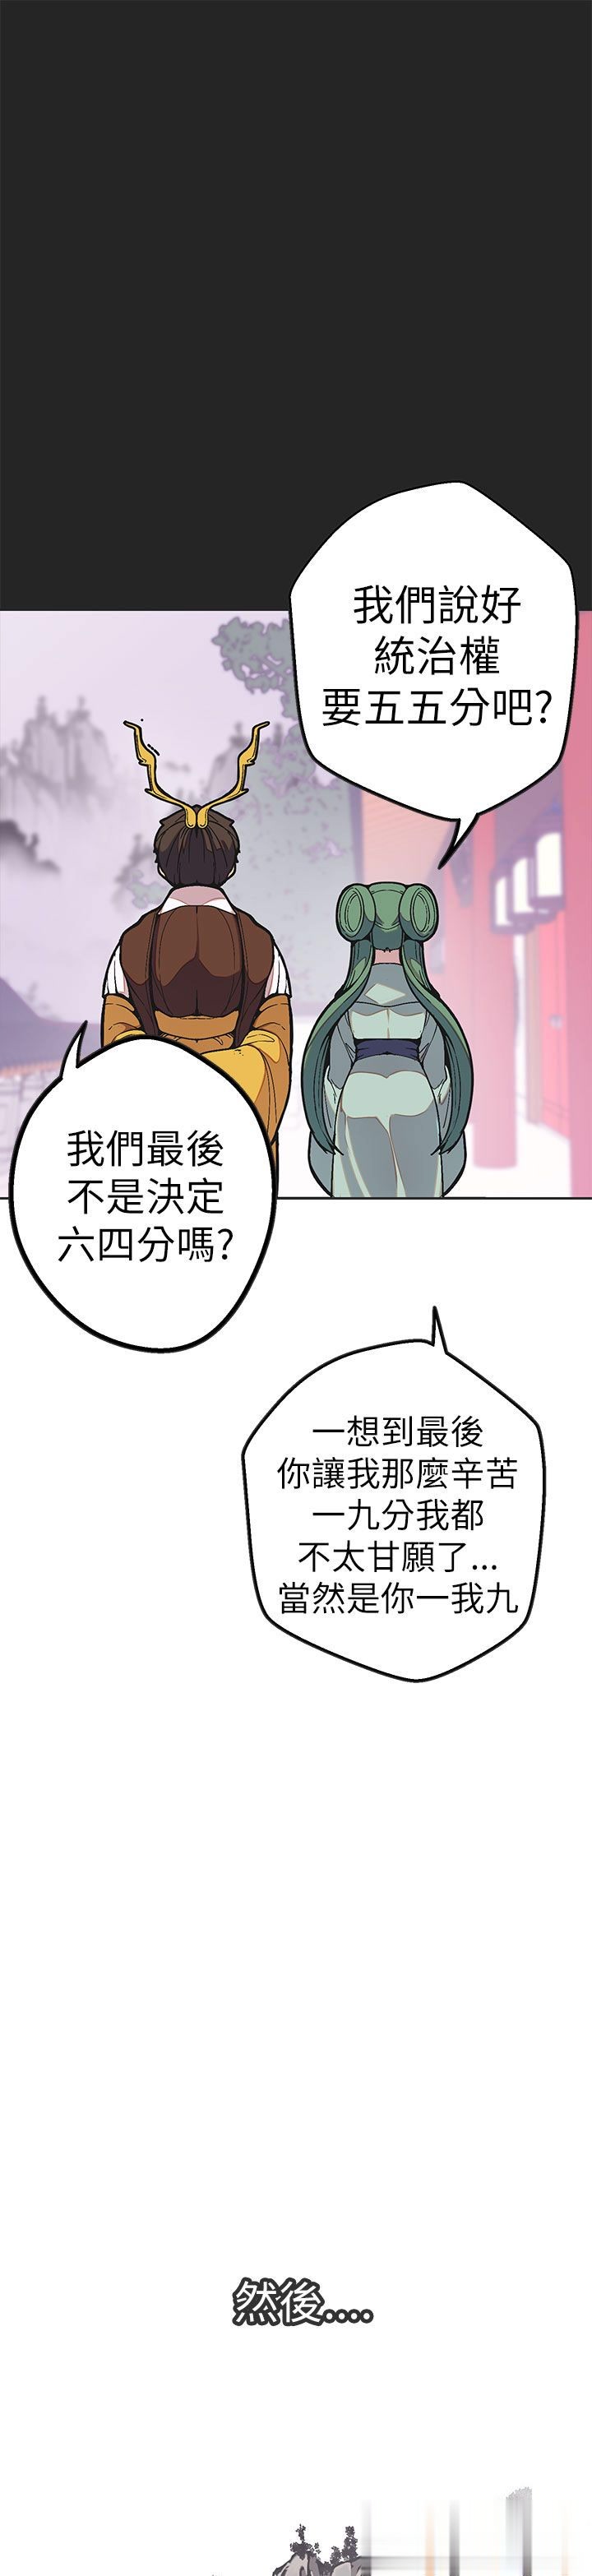 我們說好
統治權
要五五分吧?
我們最後
不是決定
六四分嗎?
一想到最後
你讓我那麼辛苦
一九分我都
不太甘願了...
當然是你一我九
然後....